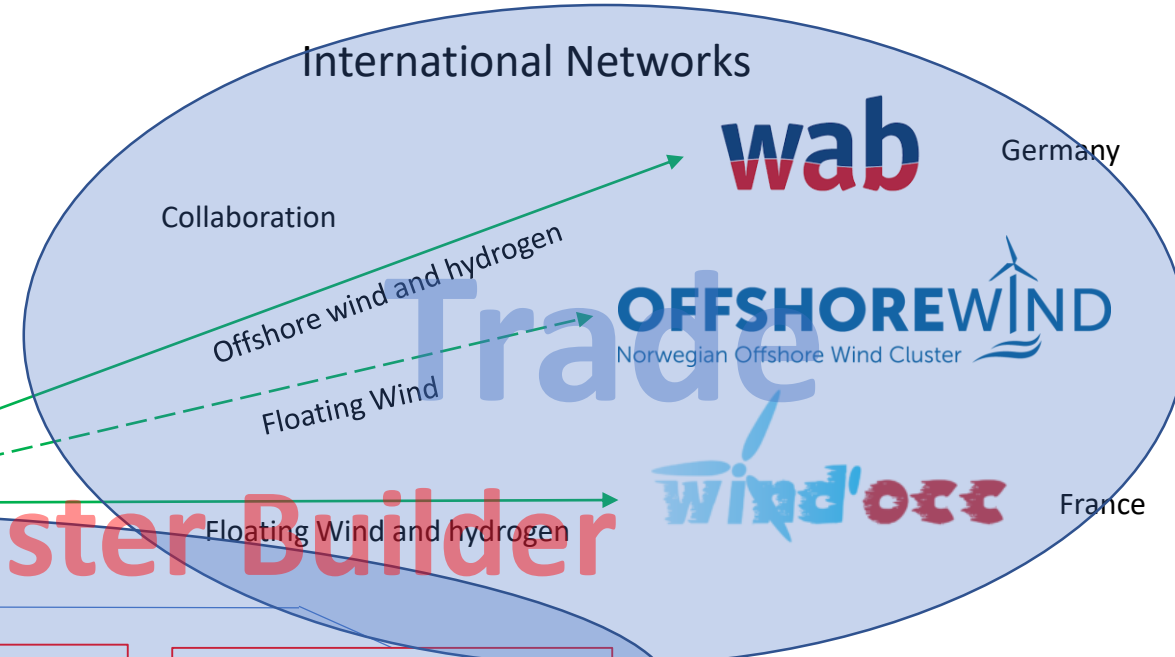 International Networks
wab
Germany
Collaboration
Offshore wind and hydrogen
Trade
OFFSHOREWIND
Norwegian Offshore Wind Cluster
Floating Wind
wind'occ
France
Floating Wind and hydrogen
ster Builder